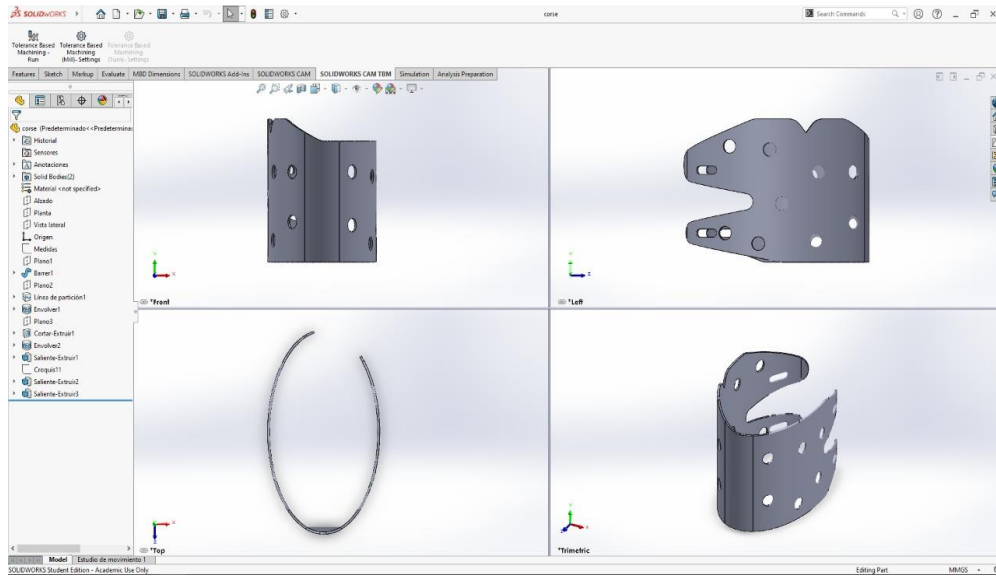 SOLIDWORKS
corse
Search Commands
Tolerance Based Machining - Run
Tolerance Based Machining (Mill)- Settings
Tolerance Based Machining (Turn)- Settings
Features Sketch Markup Evaluate MBD Dimensions SOLIDWORKS Add-Ins SOLIDWORKS CAM SOLIDWORKS CAM TBM Simulation Analysis Preparation
corse (Predeterminado<<Predetermina
Historial
Sensores
Anotaciones
Solid Bodies(2)
Material <not specified>
Alzado
Planta
Vista lateral
Origen
Medidas
Plano1
Barrer1
Plano2
Línea de partición1
Envolver1
Plano3
Cortar-Extruir1
Envolver2
Saliente-Extruir1
Croquis11
Saliente-Extruir2
Saliente-Extruir3
Y
X
*Front
Y
Z
*Left
X
Z
*Top
Y
X
Z
*Trimetric
Model Estudio de movimiento 1
SOLIDWORKS Student Edition - Academic Use Only
Editing Part
MMGS